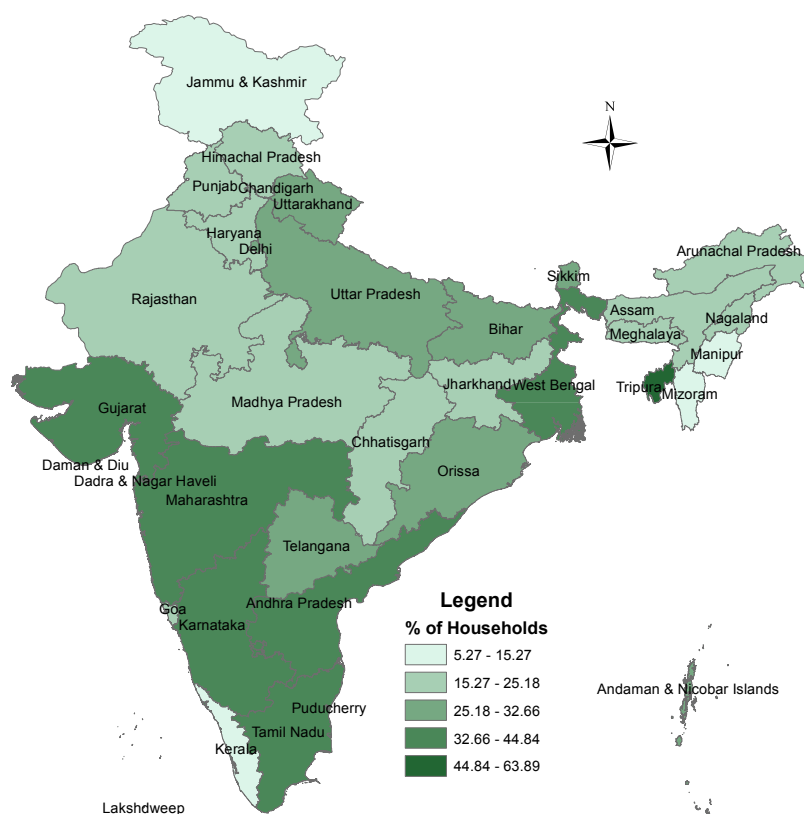 Jammu & Kashmir
N
Himachal Pradesh
Punjab
Chandigarh
Uttarakhand
Haryana
Delhi
Arunachal Pradesh
Sikkim
Rajasthan
Uttar Pradesh
Assam
Nagaland
Bihar
Meghalaya
Manipur
Jharkhand
West Bengal
Tripura
Mizoram
Gujarat
Madhya Pradesh
Chhatisgarh
Daman & Diu
Dadra & Nagar Haveli
Orissa
Maharashtra
Telangana
Goa
Andhra Pradesh
Karnataka
Legend
% of Households
5.27 - 15.27
15.27 - 25.18
25.18 - 32.66
32.66 - 44.84
44.84 - 63.89
Andaman & Nicobar Islands
Puducherry
Tamil Nadu
Kerala
Lakshdweep